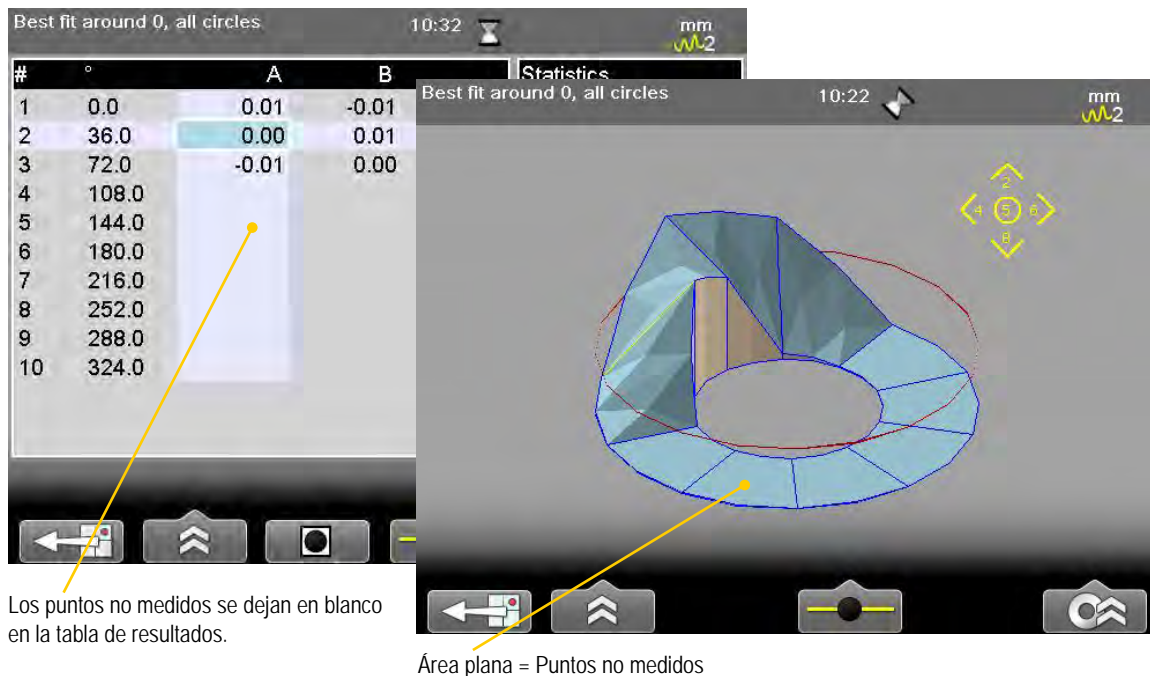 Best fit around 0, all circles 10:32 mm
2
# ° A B Statistics
1 0.0 0.01 -0.01
2 36.0 0.00 0.01
3 72.0 -0.01 0.00
4 108.0
5 144.0
6 180.0
7 216.0
8 252.0
9 288.0
10 324.0
Best fit around 0, all circles 10:22 mm
2
2
4 5 6
8
Los puntos no medidos se dejan en blanco
en la tabla de resultados.
Área plana = Puntos no medidos